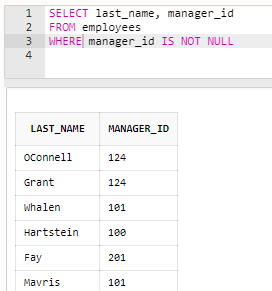 1 SELECT last_name, manager_id
2 FROM employees
3 WHERE manager_id IS NOT NULL
4
LAST_NAME MANAGER_ID
OConnell 124
Grant 124
Whalen 101
Hartstein 100
Fay 201
Mavris 101